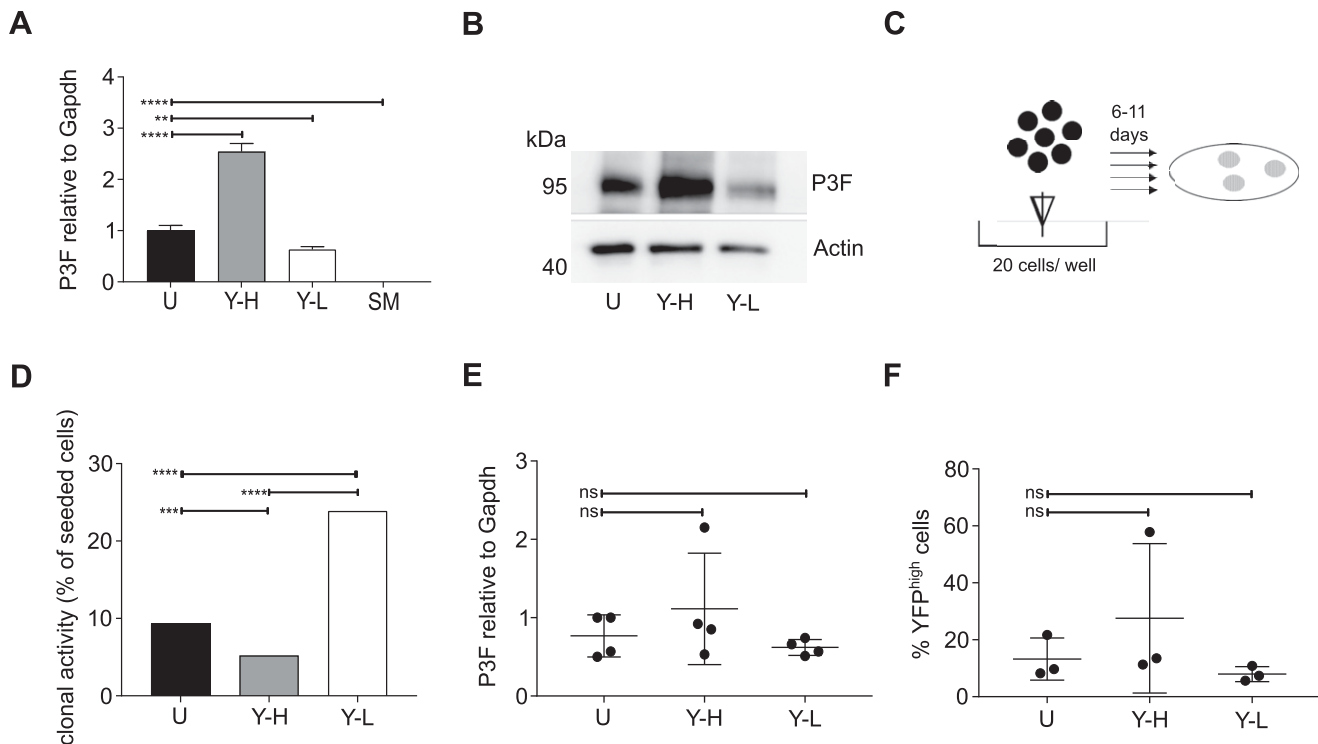 A
P3F relative to Gapdh
4
3
2
1
0
****
**
****
U Y-H Y-L SM
B
kDa
95
40
P3F
Actin
U Y-H Y-L
C
6-11
days
20 cells/ well
D
clonal activity (% of seeded cells)
30
20
10
0
****
****
***
U Y-H Y-L
E
P3F relative to Gapdh
3
2
1
0
ns
ns
U Y-H Y-L
F
% YFPhigh cells
80
60
40
20
0
ns
ns
U Y-H Y-L